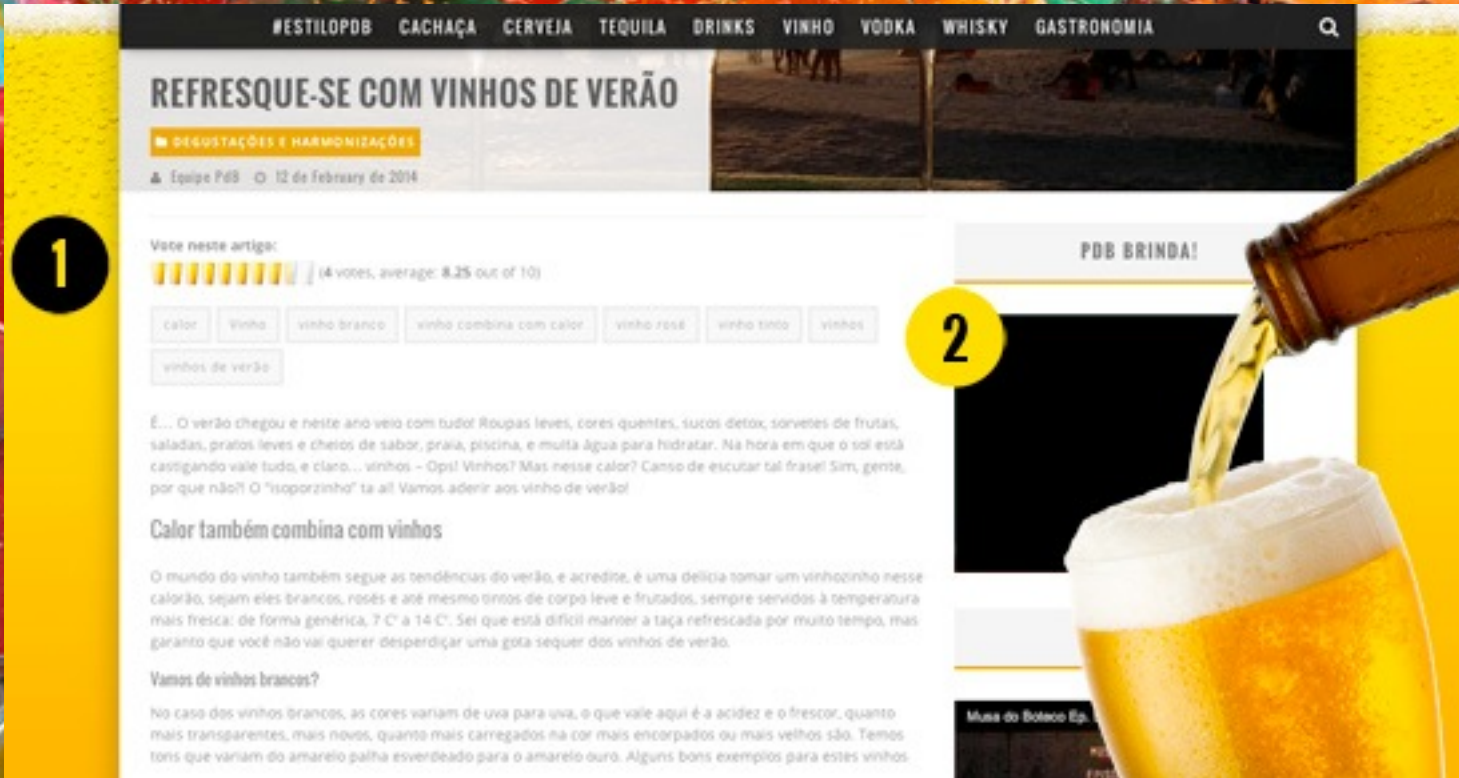 #ESTILOPDB CACHAÇA CERVEJA TEQUILA DRINKS VINHO VODKA WHISKY GASTRONOMIA
REFRESQUE-SE COM VINHOS DE VERÃO
DEGUSTAÇÕES E HARMONIZAÇÕES
Equipe PdB 12 de February de 2014
1
Vote neste artigo:
(4 votes, average: 8.25 out of 10)
calor Vinho vinho branco vinho combina com calor vinho rosé vinho tinto vinhos
vinhos de verão
É... O verão chegou e neste ano veio com tudo! Roupas leves, cores quentes, sucos detox, sorvetes de frutas,
saladas, pratos leves e cheios de sabor, praia, piscina, e muita água para hidratar. Na hora em que o sol está
castigando vale tudo, e claro... vinhos – Ops! Vinhos? Mas nesse calor? Canso de escutar tal frase! Sim, gente,
por que não?! O "isoporzinho" ta aí! Vamos aderir aos vinho de verão!
Calor também combina com vinhos
O mundo do vinho também segue as tendências do verão, e acredite, é uma delícia tomar um vinhozinho nesse
calorão, sejam eles brancos, rosés e até mesmo tintos de corpo leve e frutados, sempre servidos à temperatura
mais fresca: de forma genérica, 7 C° a 14 C°. Sei que está difícil manter a taça refrescada por muito tempo, mas
garanto que você não vai querer desperdiçar uma gota sequer dos vinhos de verão.
Vamos de vinhos brancos?
No caso dos vinhos brancos, as cores variam de uva para uva, o que vale aqui é a acidez e o frescor, quanto
mais transparentes, mais novos, quanto mais carregados na cor mais encorpados ou mais velhos são. Temos
tons que variam do amarelo palha esverdeado para o amarelo ouro. Alguns bons exemplos para estes vinhos
PDB BRINDA!
2
Musa do Boteco Ep.